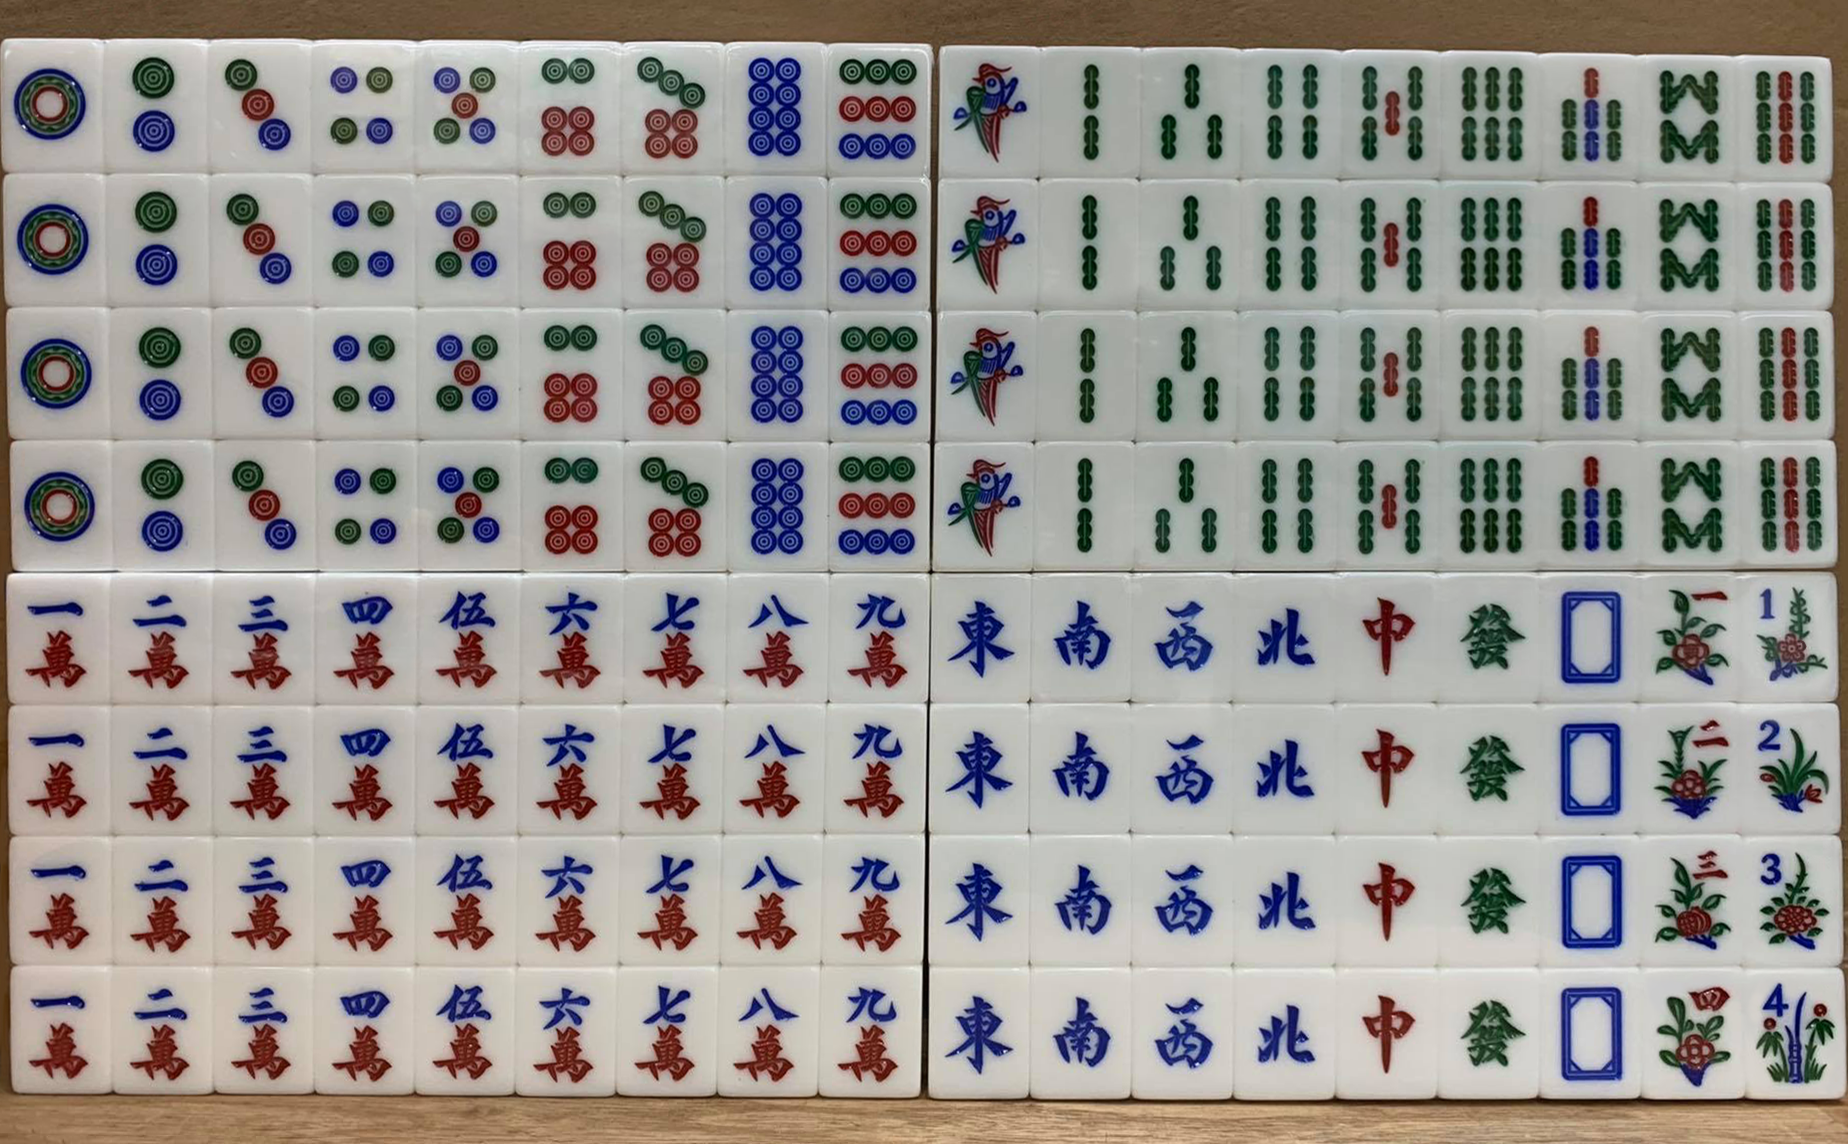 一 二 三 四 伍 六 七 八 九
萬 萬 萬 萬 萬 萬 萬 萬 萬
一 二 三 四 伍 六 七 八 九
萬 萬 萬 萬 萬 萬 萬 萬 萬
一 二 三 四 伍 六 七 八 九
萬 萬 萬 萬 萬 萬 萬 萬 萬
一 二 三 四 伍 六 七 八 九
萬 萬 萬 萬 萬 萬 萬 萬 萬
東 南 西 北 中 發 一 1
東 南 西 北 中 發 二 2
東 南 西 北 中 發 三 3
東 南 西 北 中 發 四 4